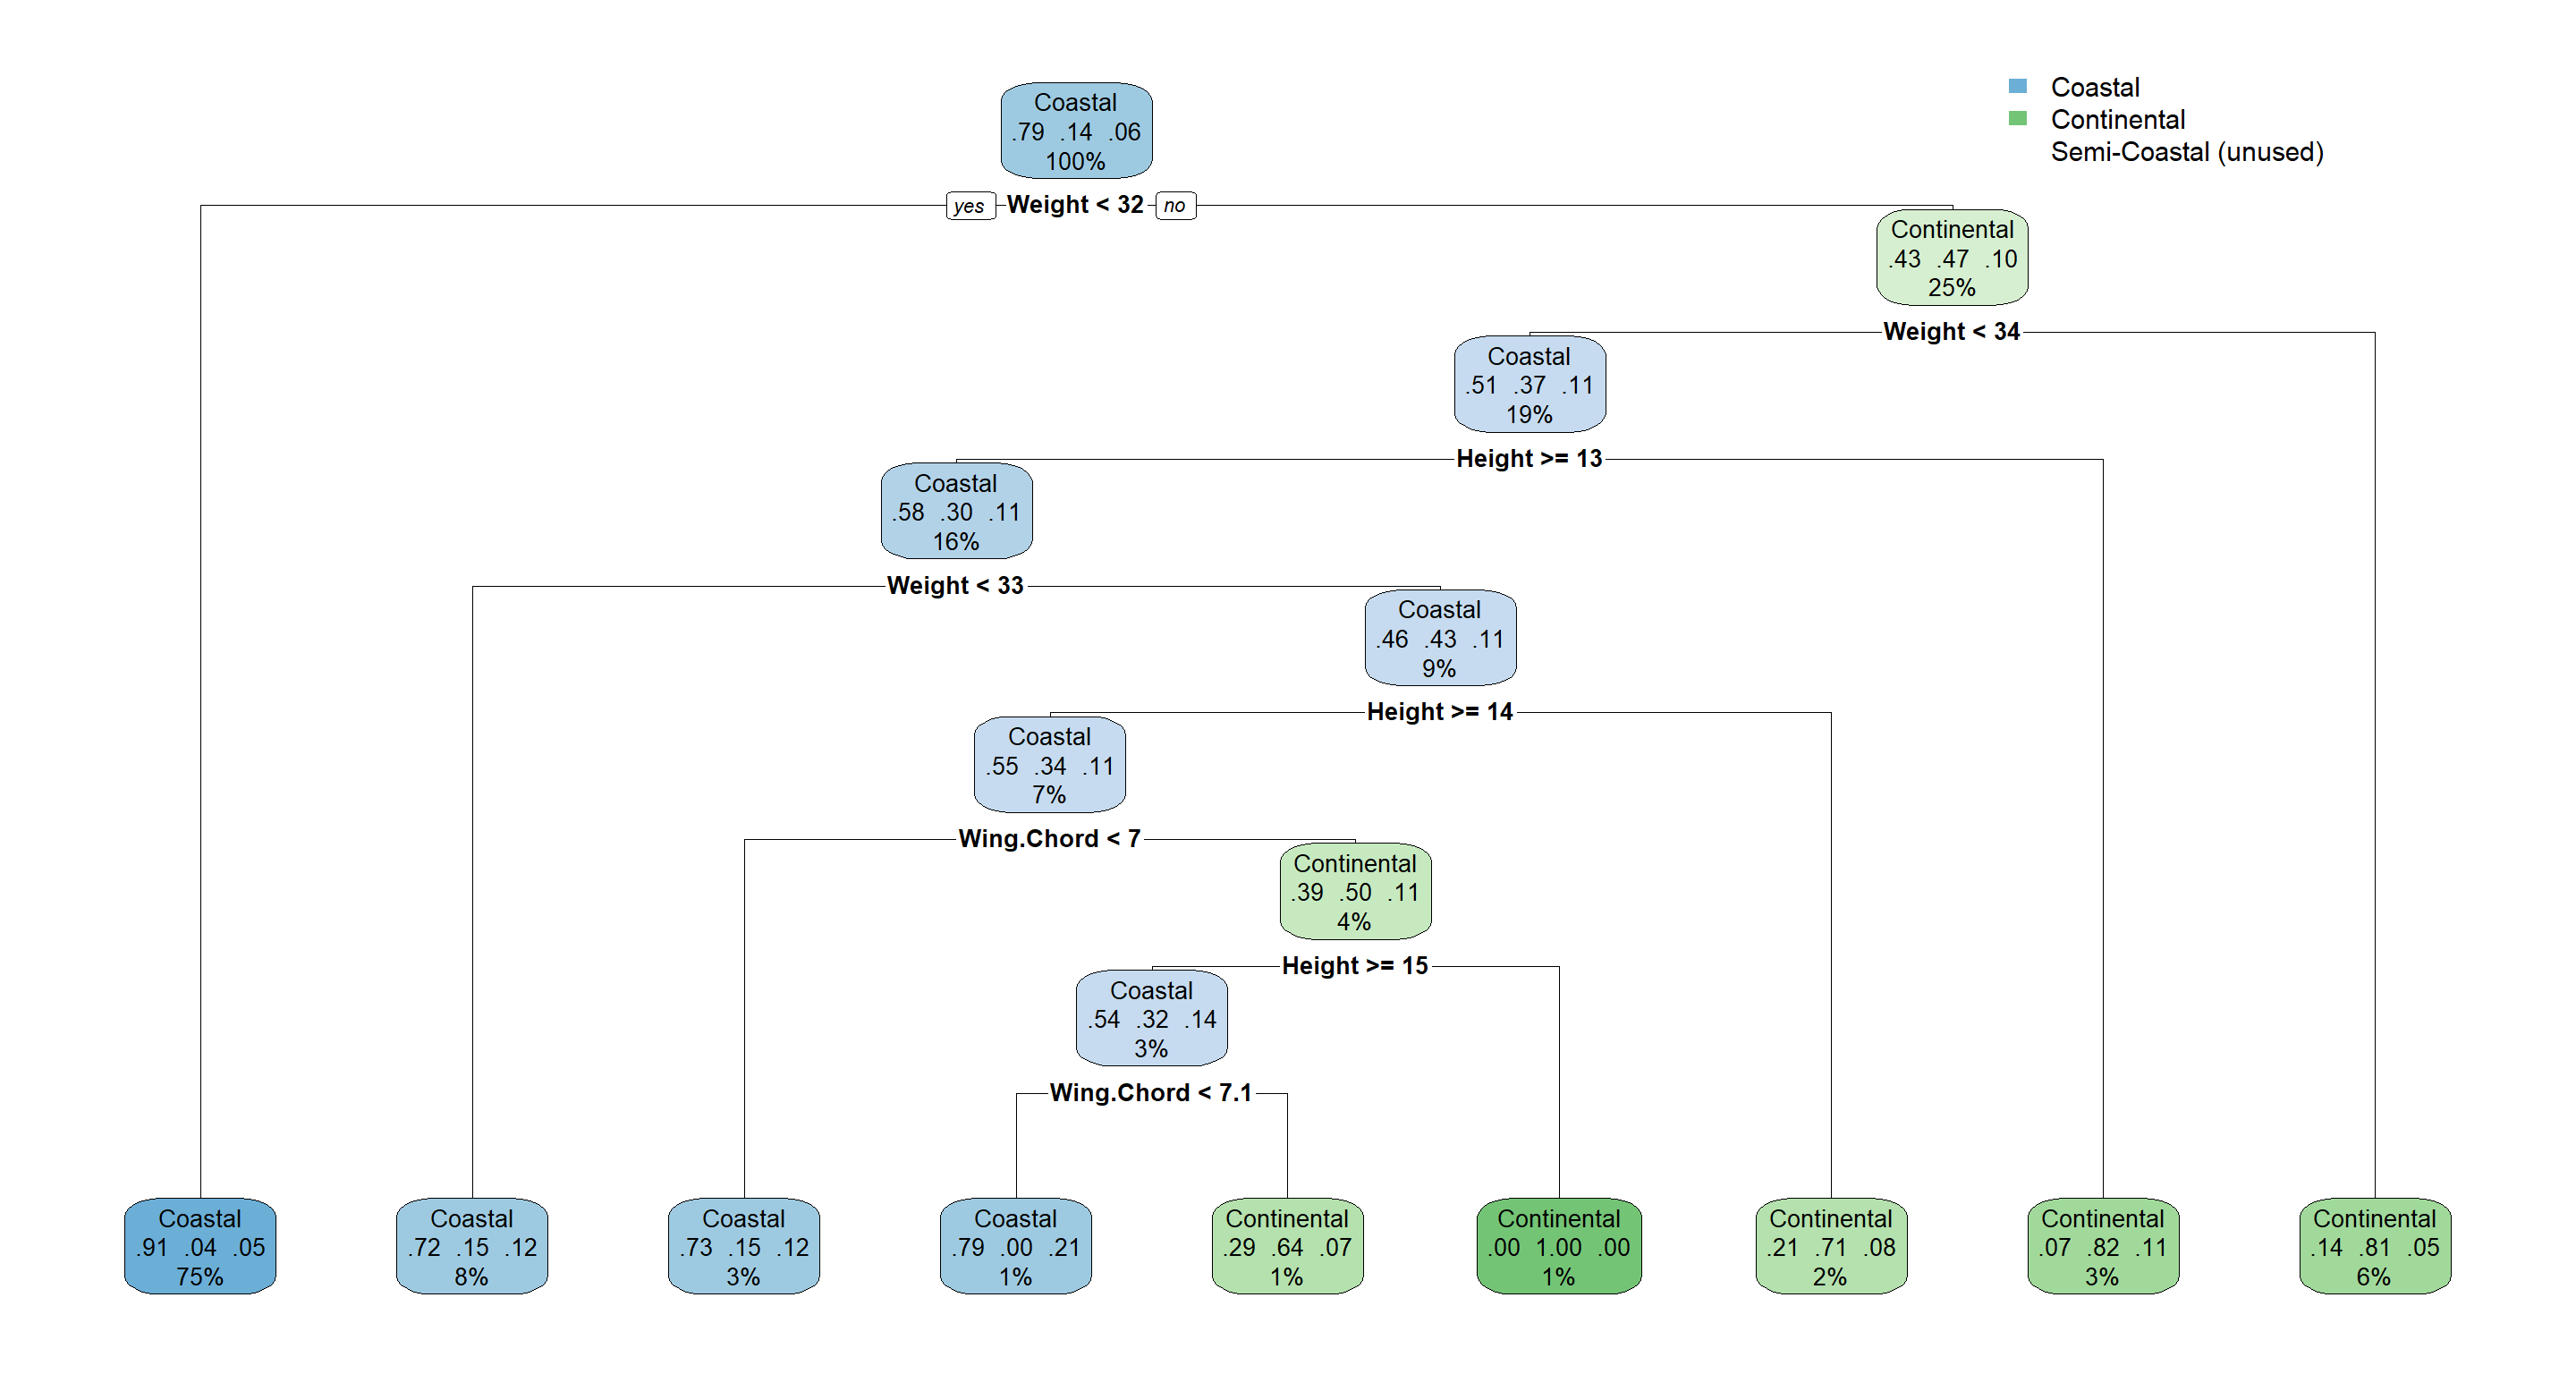 Coastal
.79 .14 .06
100%
Coastal
Continental
Semi-Coastal (unused)
yes Weight < 32 no
Continental
.43 .47 .10
25%
Weight < 34
Coastal
.51 .37 .11
19%
Height >= 13
Coastal
.58 .30 .11
16%
Weight < 33
Coastal
.46 .43 .11
9%
Height >= 14
Coastal
.55 .34 .11
7%
Wing.Chord < 7
Continental
.39 .50 .11
4%
Height >= 15
Coastal
.54 .32 .14
3%
Wing.Chord < 7.1
Coastal
.91 .04 .05
75%
Coastal
.72 .15 .12
8%
Coastal
.73 .15 .12
3%
Coastal
.79 .00 .21
1%
Continental
.29 .64 .07
1%
Continental
.00 1.00 .00
1%
Continental
.21 .71 .08
2%
Continental
.07 .82 .11
3%
Continental
.14 .81 .05
6%